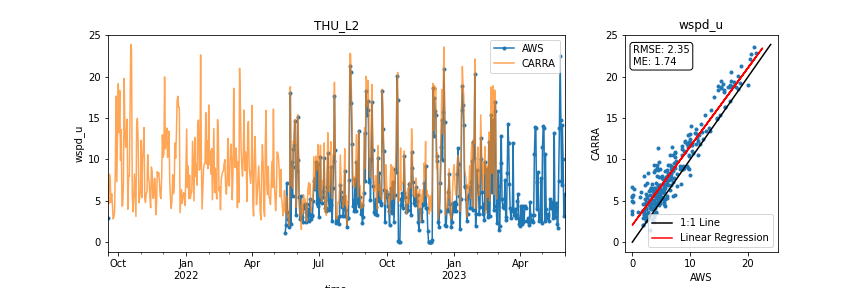 THU_L2
wspd_u
25
20
15
10
5
0
wspd_u
AWS
CARRA
Oct
Jan
2022
Apr
Jul
Oct
Jan
2023
Apr
time
25
20
15
10
5
0
CARRA
RMSE: 2.35
ME: 1.74
1:1 Line
Linear Regression
0
10
20
AWS